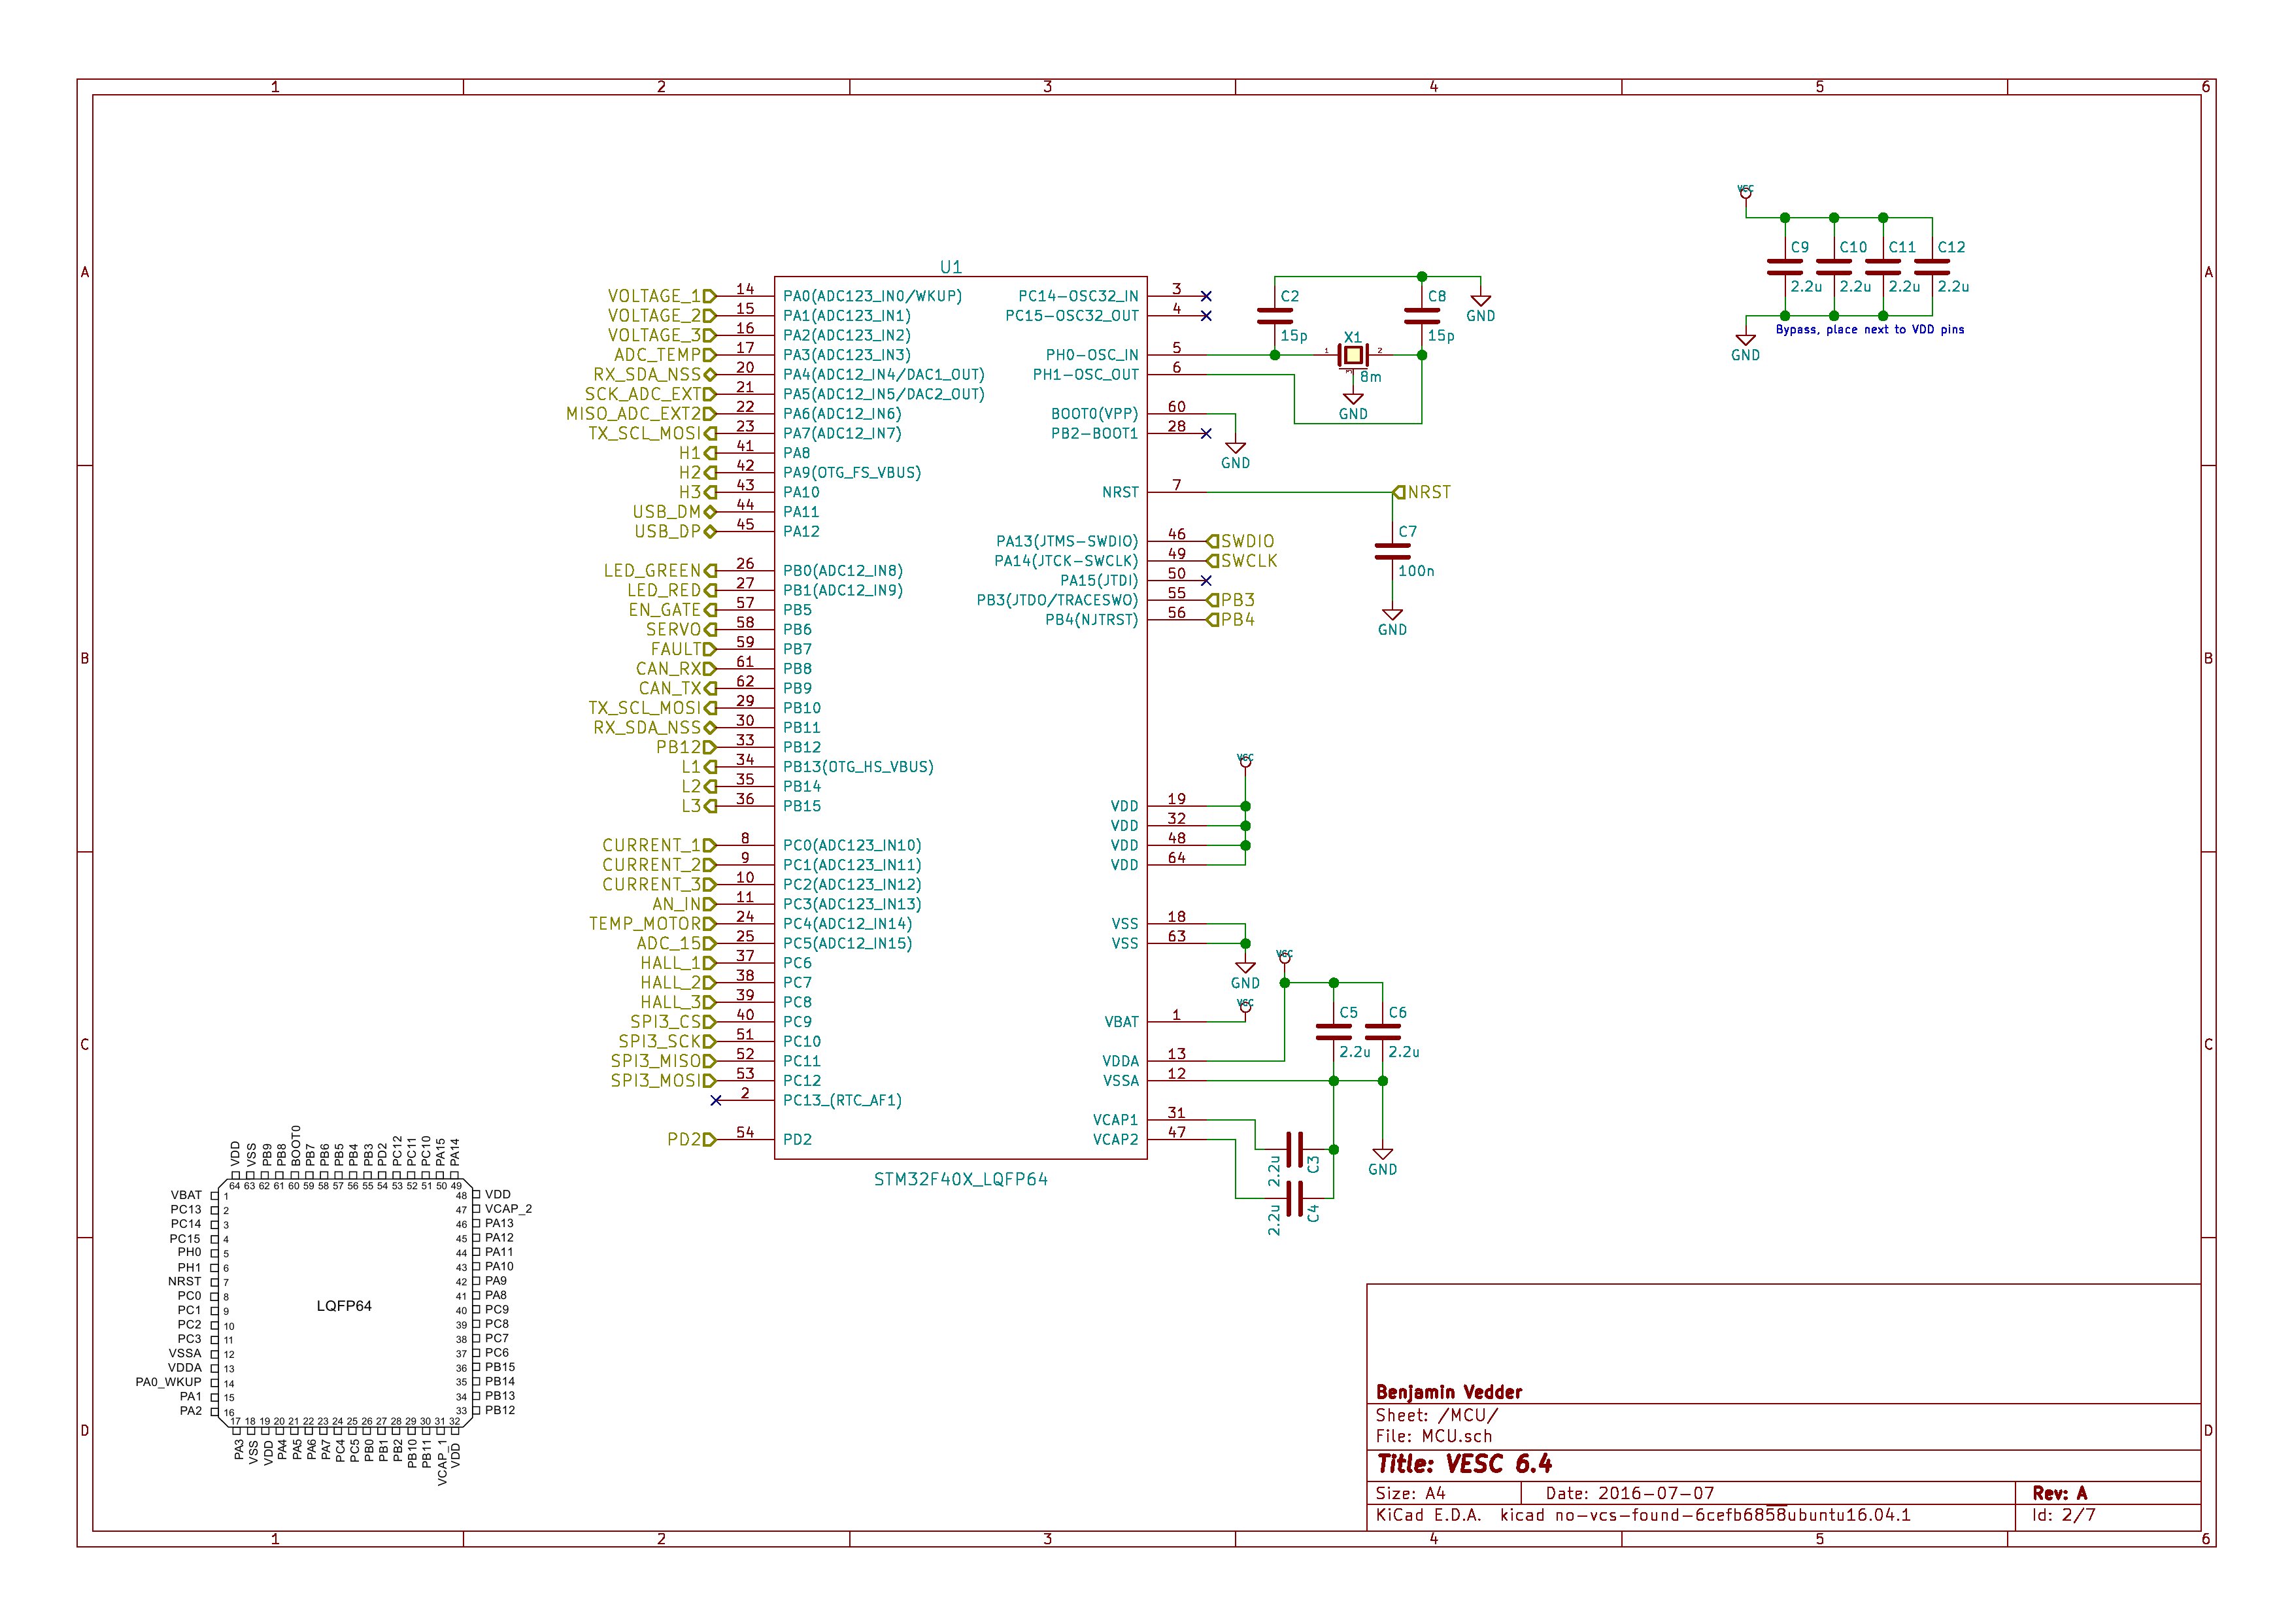 1 2 3 4 5 6
A A
B B
C C
D D
U1
VOLTAGE_1 14 PA0(ADC123_IN0/WKUP)
VOLTAGE_2 15 PA1(ADC123_IN1)
VOLTAGE_3 16 PA2(ADC123_IN2)
ADC_TEMP 17 PA3(ADC123_IN3)
RX_SDA_NSS 20 PA4(ADC12_IN4/DAC1_OUT)
SCK_ADC_EXT 21 PA5(ADC12_IN5/DAC2_OUT)
MISO_ADC_EXT2 22 PA6(ADC12_IN6)
TX_SCL_MOSI 23 PA7(ADC12_IN7)
H1 41 PA8
H2 42 PA9(OTG_FS_VBUS)
H3 43 PA10
USB_DM 44 PA11
USB_DP 45 PA12
LED_GREEN 26 PB0(ADC12_IN8)
LED_RED 27 PB1(ADC12_IN9)
EN_GATE 57 PB5
SERVO 58 PB6
FAULT 59 PB7
CAN_RX 61 PB8
CAN_TX 62 PB9
TX_SCL_MOSI 29 PB10
RX_SDA_NSS 30 PB11
PB12 33 PB12
L1 34 PB13(OTG_HS_VBUS)
L2 35 PB14
L3 36 PB15
CURRENT_1 8 PC0(ADC123_IN10)
CURRENT_2 9 PC1(ADC123_IN11)
CURRENT_3 10 PC2(ADC123_IN12)
AN_IN 11 PC3(ADC123_IN13)
TEMP_MOTOR 24 PC4(ADC12_IN14)
ADC_15 25 PC5(ADC12_IN15)
HALL_1 37 PC6
HALL_2 38 PC7
HALL_3 39 PC8
SPI3_CS 40 PC9
SPI3_SCK 51 PC10
SPI3_MISO 52 PC11
SPI3_MOSI 53 PC12
2 PC13_(RTC_AF1)
PD2 54 PD2
STM32F40X_LQFP64
PC14-OSC32_IN 3
PC15-OSC32_OUT 4
PH0-OSC_IN 5
PH1-OSC_OUT 6
BOOT0(VPP) 60
PB2-BOOT1 28
NRST 7 NRST
PA13(JTMS-SWDIO) 46 SWDIO
PA14(JTCK-SWCLK) 49 SWCLK
PA15(JTDI) 50
PB3(JTDO/TRACESWO) 55 PB3
PB4(NJTRST) 56 PB4
VDD 19
VDD 32
VDD 48
VDD 64
VSS 18
VSS 63
VBAT 1
VDDA 13
VSSA 12
VCAP1 31
VCAP2 47
C2
15p
C8
15p
GND
X1
1 2
8m
GND
GND
C7
100n
GND
VCC
GND
VCC
VCC
C5
2.2u
C6
2.2u
GND
2.2u C3
2.2u C4
VCC
C9 C10 C11 C12
2.2u 2.2u 2.2u 2.2u
Bypass, place next to VDD pins
GND
VDD VSS PB9 PB8 BOOT0 PB7 PB6 PB5 PB4 PB3 PD2 PC12 PC11 PC10 PA15 PA14
64 63 62 61 60 59 58 57 56 55 54 53 52 51 50 49
VBAT 1
PC13 2
PC14 3
PC15 4
PH0 5
PH1 6
NRST 7
PC0 8
PC1 9
PC2 10
PC3 11
VSSA 12
VDDA 13
PA0_WKUP 14
PA1 15
PA2 16
LQFP64
48 VDD
47 VCAP_2
46 PA13
45 PA12
44 PA11
43 PA10
42 PA9
41 PA8
40 PC9
39 PC8
38 PC7
37 PC6
36 PB15
35 PB14
34 PB13
33 PB12
17 18 19 20 21 22 23 24 25 26 27 28 29 30 31 32
PA3 VSS VDD PA4 PA5 PA6 PA7 PC4 PC5 PB0 PB1 PB2 PB10 PB11 VCAP_1 VDD
Benjamin Vedder
Sheet: /MCU/
File: MCU.sch
Title: VESC 6.4
Size: A4 Date: 2016-07-07 Rev: A
KiCad E.D.A. kicad no-vcs-found-6cefb6858ubuntu16.04.1 Id: 2/7
1 2 3 4 5 6